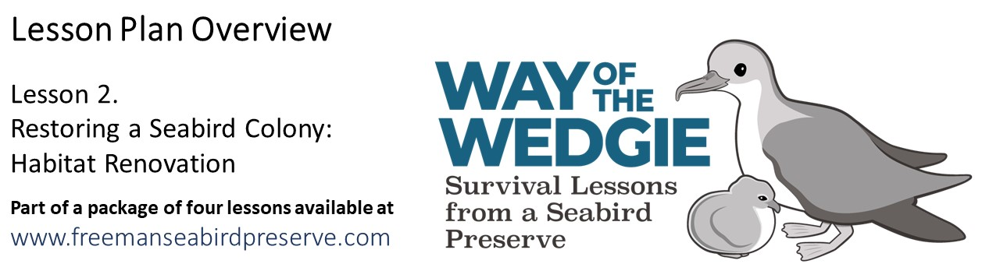 Lesson Plan Overview
Lesson 2.
Restoring a Seabird Colony:
Habitat Renovation
Part of a package of four lessons available at
www.freemanseabirdpreserve.com
WAY OF THE
WEDGIE
Survival Lessons
from a Seabird
Preserve